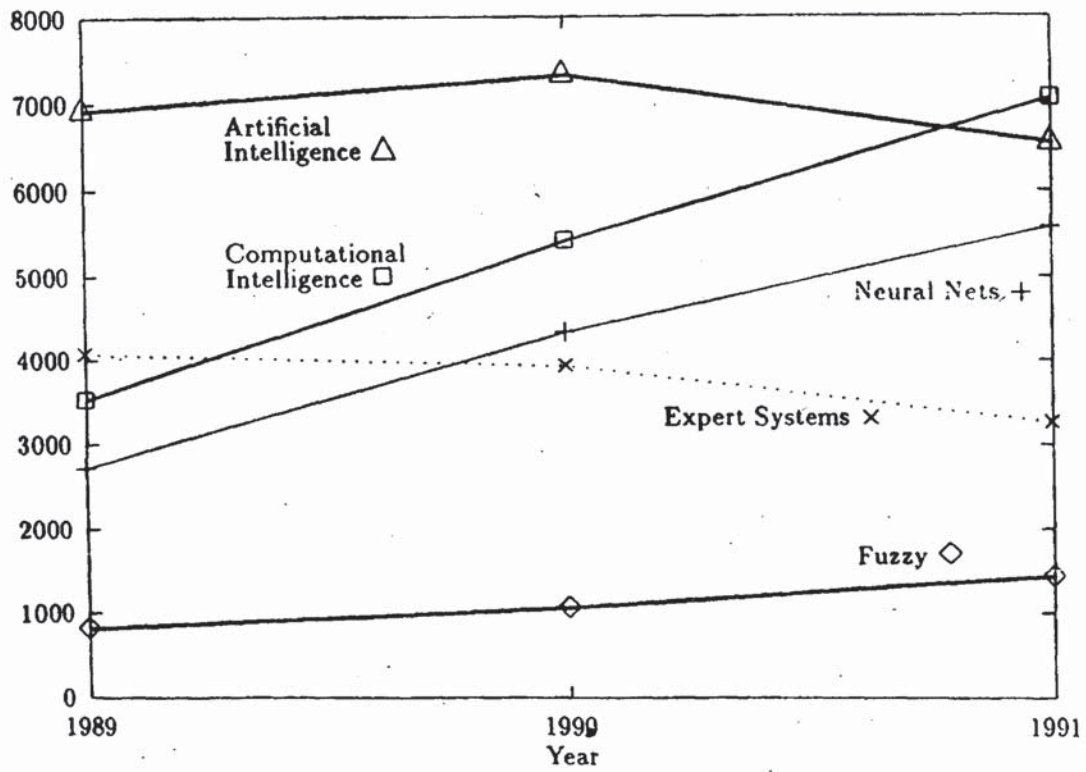 8000
7000
6000
5000
4000
3000
2000
1000
0
Artificial
Intelligence △
Computational
Intelligence □
Neural Nets +
Expert Systems ×
Fuzzy ◇
1989
1990
1991
Year